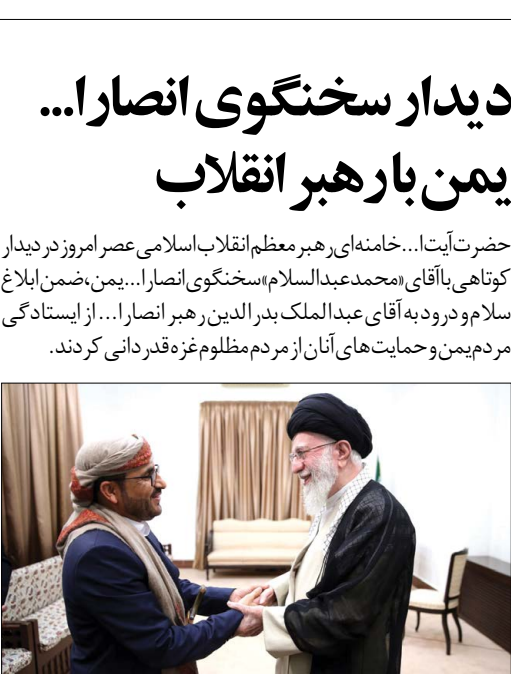 دیدار سخنگوی انصارا...
یمن با رهبر انقلاب
حضرت آیت‌ا... خامنه‌ای رهبر معظم انقلاب اسلامی عصر امروز در دیدار
کوتاهی با آقای «محمد عبدالسلام» سخنگوی انصارا... یمن، ضمن ابلاغ
سلام و درود به آقای عبدالملک بدرالدین رهبر انصارا... از ایستادگی
مردم یمن و حمایت‌های آنان از مردم مظلوم غزه قدردانی کردند.